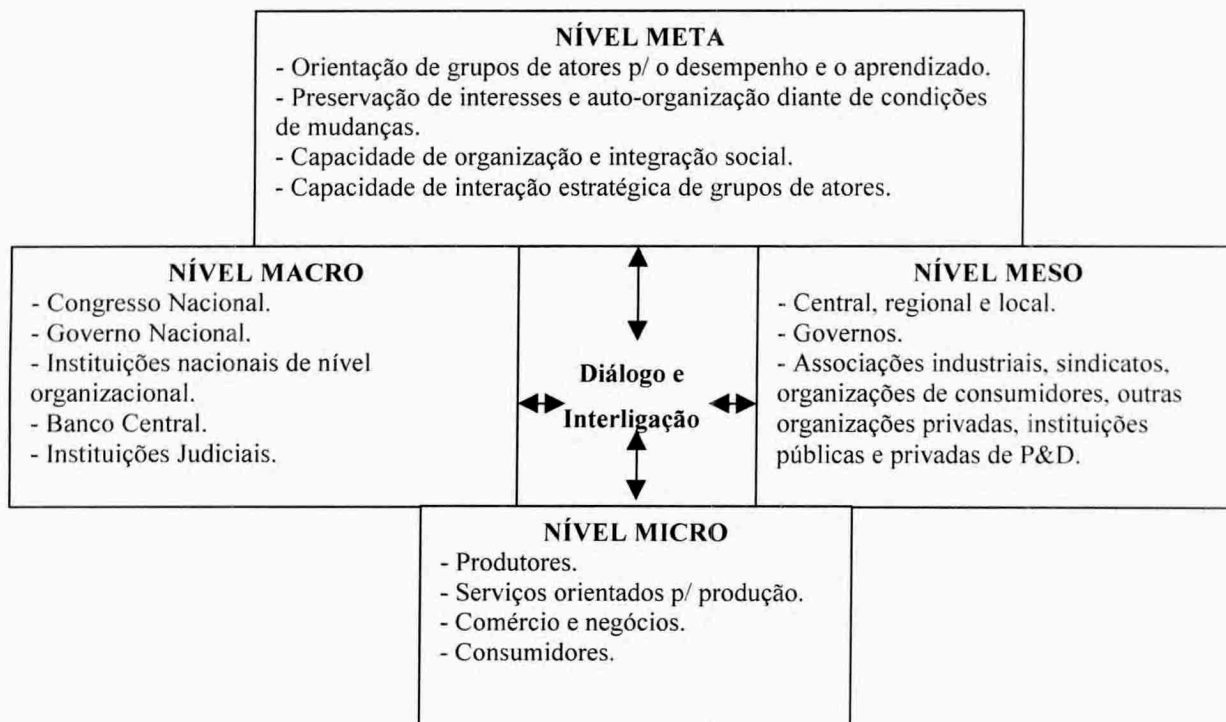 NÍVEL META
- Orientação de grupos de atores p/ o desempenho e o aprendizado.
- Preservação de interesses e auto-organização diante de condições
de mudanças.
- Capacidade de organização e integração social.
- Capacidade de interação estratégica de grupos de atores.
NÍVEL MACRO
- Congresso Nacional.
- Governo Nacional.
- Instituições nacionais de nível
organizacional.
- Banco Central.
- Instituições Judiciais.
Diálogo e
Interligação
NÍVEL MESO
- Central, regional e local.
- Governos.
- Associações industriais, sindicatos,
organizações de consumidores, outras
organizações privadas, instituições
públicas e privadas de P&D.
NÍVEL MICRO
- Produtores.
- Serviços orientados p/ produção.
- Comércio e negócios.
- Consumidores.